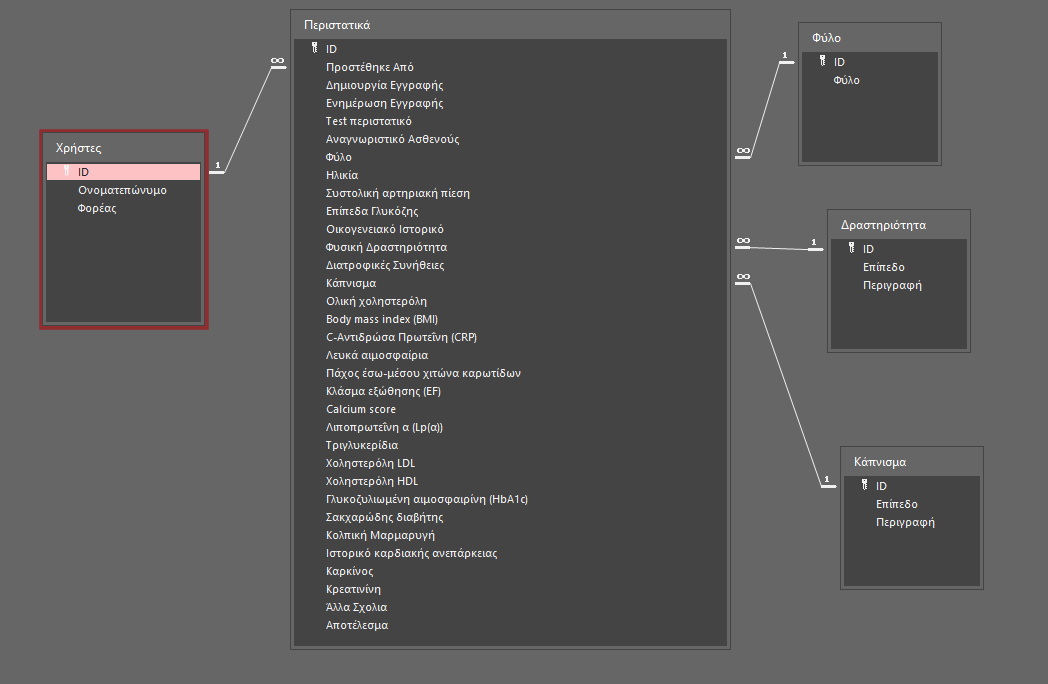 Χρήστες
ID
Ονοματεπώνυμο
Φορέας
1
∞
Περιστατικά
ID
Προστέθηκε Από
Δημιουργία Εγγραφής
Ενημέρωση Εγγραφής
Test περιστατικό
Αναγνωριστικό Ασθενούς
Φύλο
Ηλικία
Συστολική αρτηριακή πίεση
Επίπεδα Γλυκόζης
Οικογενειακό Ιστορικό
Φυσική Δραστηριότητα
Διατροφικές Συνήθειες
Κάπνισμα
Ολική χοληστερόλη
Body mass index (BMI)
C-Αντιδρώσα Πρωτεΐνη (CRP)
Λευκά αιμοσφαίρια
Πάχος έσω-μέσου χιτώνα καρωτίδων
Κλάσμα εξώθησης (EF)
Calcium score
Λιποπρωτεΐνη α (Lp(α))
Τριγλυκερίδια
Χοληστερόλη LDL
Χοληστερόλη HDL
Γλυκοζυλιωμένη αιμοσφαιρίνη (HbA1c)
Σακχαρώδης διαβήτης
Κολπική Μαρμαρυγή
Ιστορικό καρδιακής ανεπάρκειας
Καρκίνος
Κρεατινίνη
Άλλα Σχολια
Αποτέλεσμα
∞
1
Φύλο
ID
Φύλο
∞
1
Δραστηριότητα
ID
Επίπεδο
Περιγραφή
∞
1
Κάπνισμα
ID
Επίπεδο
Περιγραφή